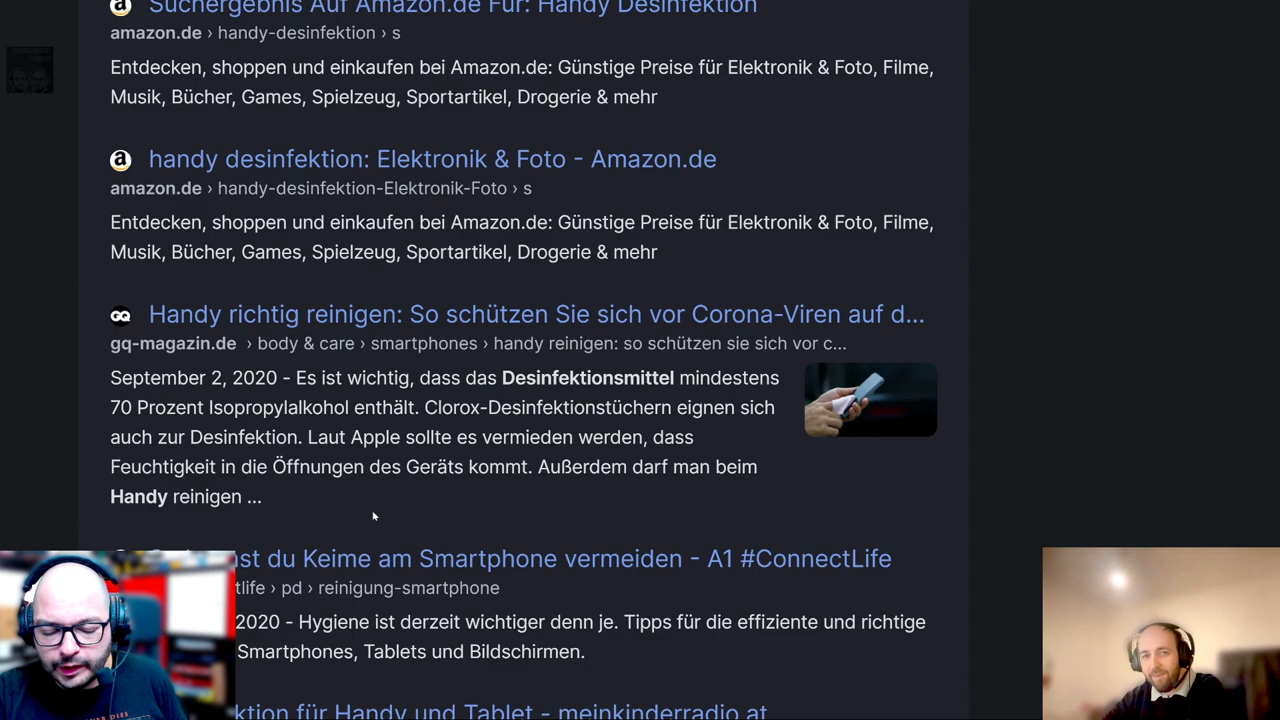 Suchergebnis Auf Amazon.de Für: Handy Desinfektion
amazon.de › handy-desinfektion › s
Entdecken, shoppen und einkaufen bei Amazon.de: Günstige Preise für Elektronik & Foto, Filme,
Musik, Bücher, Games, Spielzeug, Sportartikel, Drogerie & mehr
a handy desinfektion: Elektronik & Foto - Amazon.de
amazon.de › handy-desinfektion-Elektronik-Foto › s
Entdecken, shoppen und einkaufen bei Amazon.de: Günstige Preise für Elektronik & Foto, Filme,
Musik, Bücher, Games, Spielzeug, Sportartikel, Drogerie & mehr
GQ Handy richtig reinigen: So schützen Sie sich vor Corona-Viren auf d...
gq-magazin.de › body & care › smartphones › handy reinigen: so schützen sie sich vor c...
September 2, 2020 - Es ist wichtig, dass das Desinfektionsmittel mindestens
70 Prozent Isopropylalkohol enthält. Clorox-Desinfektionstüchern eignen sich
auch zur Desinfektion. Laut Apple sollte es vermieden werden, dass
Feuchtigkeit in die Öffnungen des Geräts kommt. Außerdem darf man beim
Handy reinigen ...
du Keime am Smartphone vermeiden - A1 #ConnectLife
tlife › pd › reinigung-smartphone
2020 - Hygiene ist derzeit wichtiger denn je. Tipps für die effiziente und richtige
Smartphones, Tablets und Bildschirmen.
ktion für Handy und Tablet - meinkinderradio.at